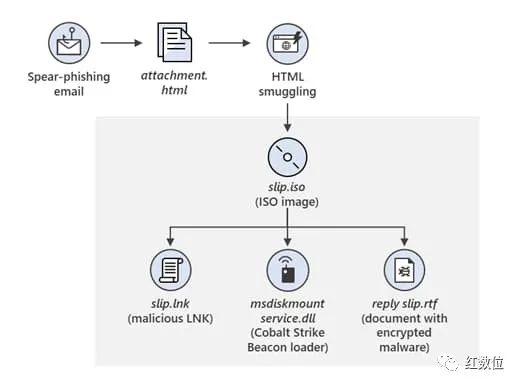 Spear-phishing
email
attachment.
html
HTML
smuggling
slip.iso
(ISO image)
slip.lnk
(malicious LNK)
msdiskmount
service.dll
(Cobalt Strike
Beacon loader)
reply slip.rtf
(document with
encrypted
malware)
红数位